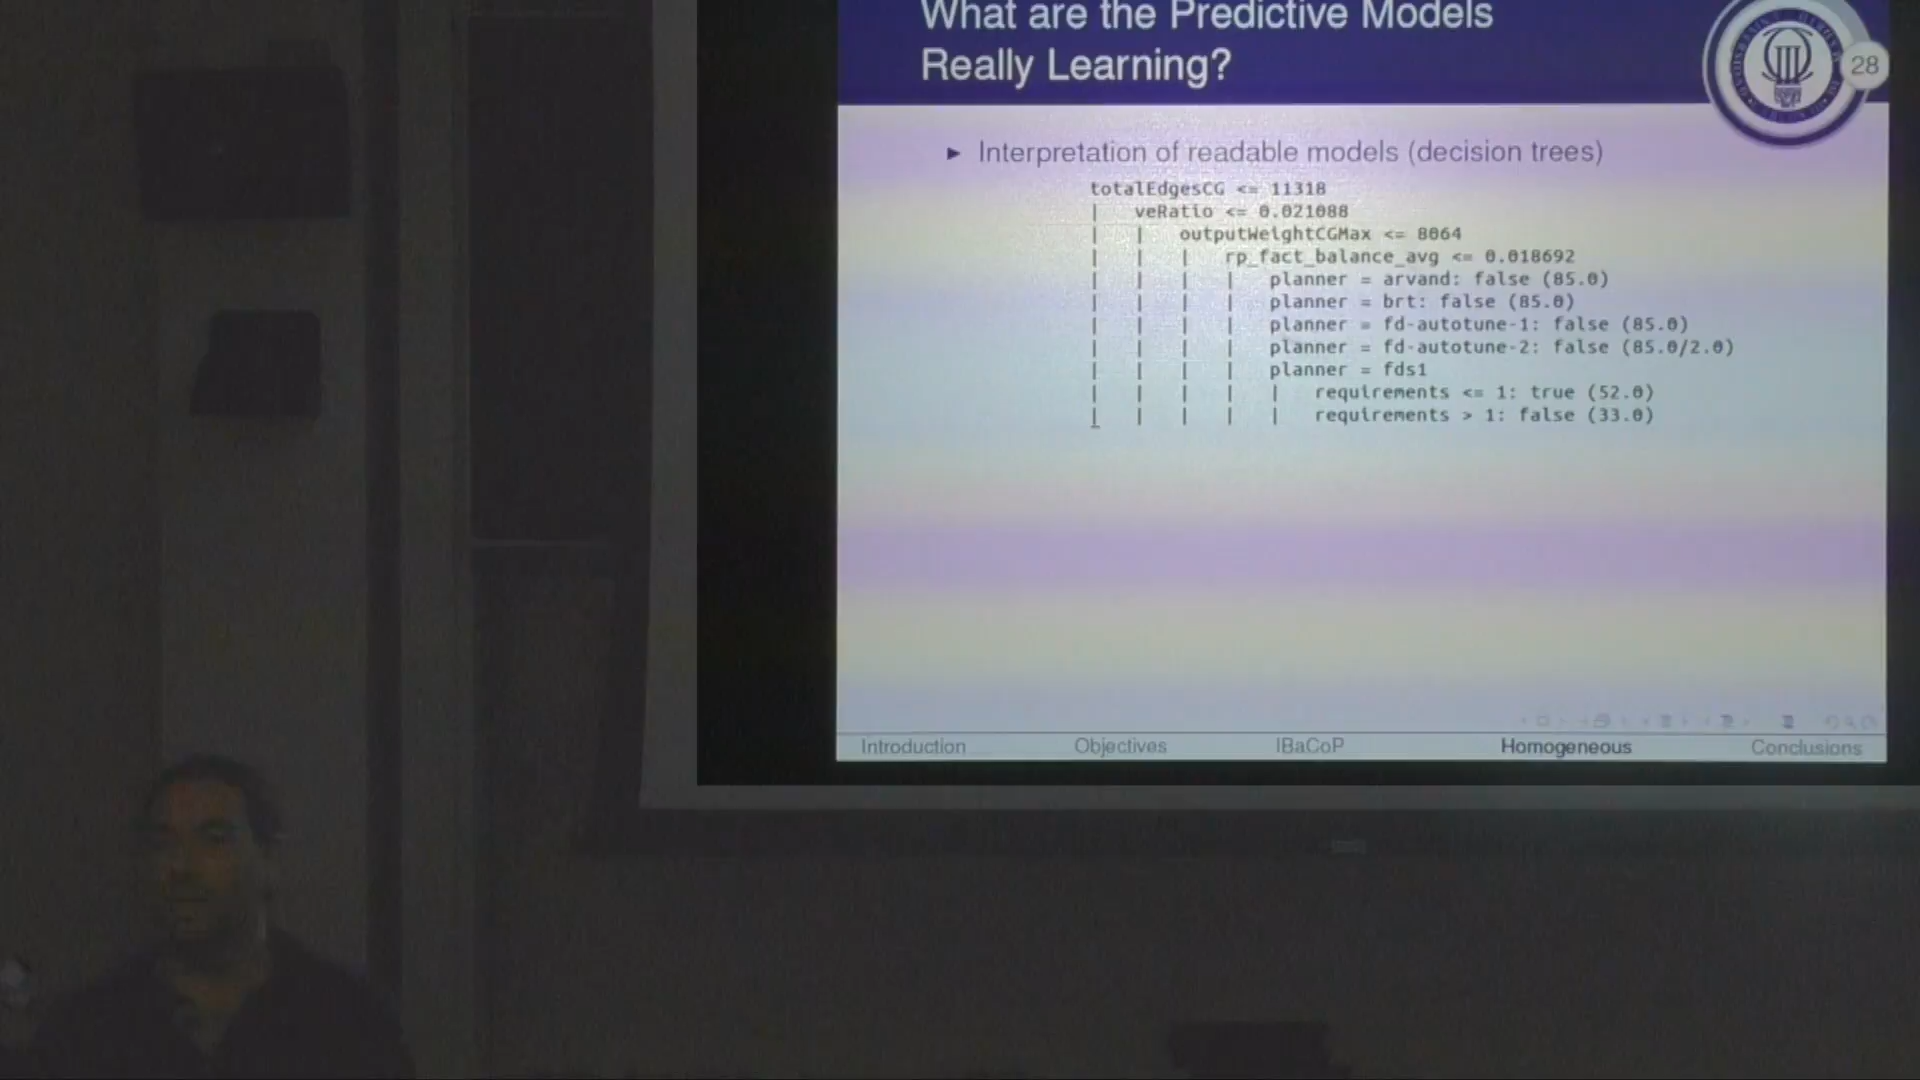 What are the Predictive Models
Really Learning?
28
► Interpretation of readable models (decision trees)
totalEdgesCG <= 11318
| veRatio <= 0.021088
| | outputWeightCGMax <= 8064
| | | rp_fact_balance_avg <= 0.018692
| | | | planner = arvand: false (85.0)
| | | | planner = brt: false (85.0)
| | | | planner = fd-autotune-1: false (85.0)
| | | | planner = fd-autotune-2: false (85.0/2.0)
| | | | planner = fds1
| | | | | requirements <= 1: true (52.0)
| | | | | requirements > 1: false (33.0)
Introduction Objectives IBaCoP Homogeneous Conclusions